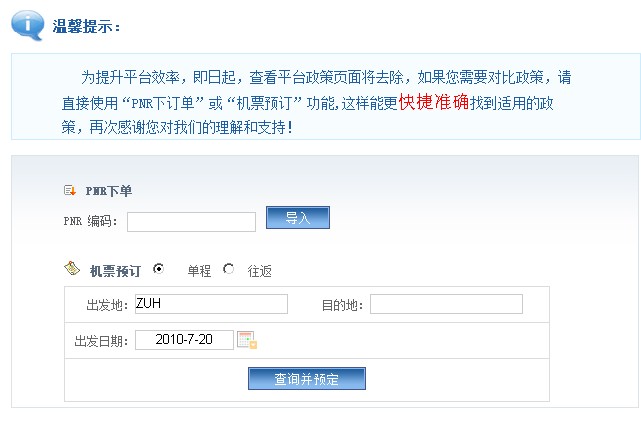 温馨提示：
为提升平台效率，即日起，查看平台政策页面将去除，如果您需要对比政策，请
直接使用“PNR下订单”或“机票预订”功能,这样能更快捷准确找到适用的政
策，再次感谢您对我们的理解和支持！
PNR下单
PNR 编码： 导入
机票预订 单程 往返
出发地： ZUH 目的地：
出发日期： 2010-7-20
查询并预定